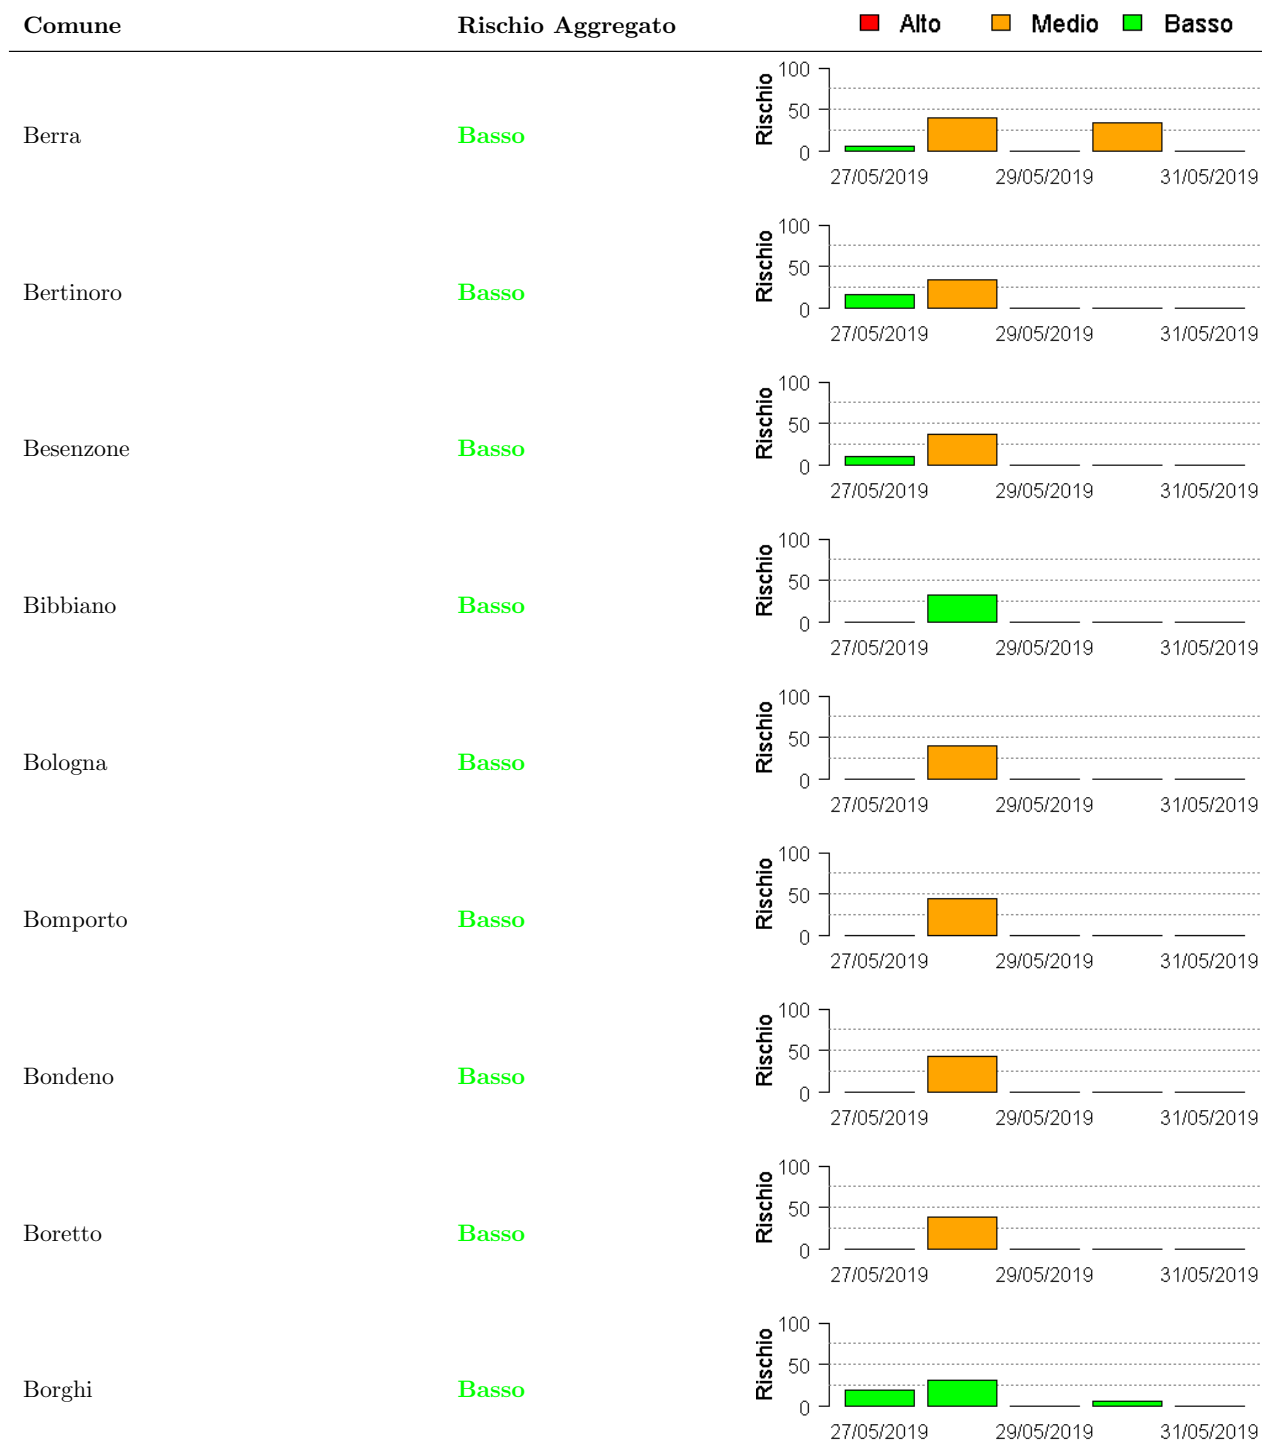 Comune Rischio Aggregato Alto Medio Basso
Berra Basso Rischio 100 50 0
27/05/2019 29/05/2019 31/05/2019
Bertinoro Basso Rischio 100 50 0
27/05/2019 29/05/2019 31/05/2019
Besenzone Basso Rischio 100 50 0
27/05/2019 29/05/2019 31/05/2019
Bibbiano Basso Rischio 100 50 0
27/05/2019 29/05/2019 31/05/2019
Bologna Basso Rischio 100 50 0
27/05/2019 29/05/2019 31/05/2019
Bomporto Basso Rischio 100 50 0
27/05/2019 29/05/2019 31/05/2019
Bondeno Basso Rischio 100 50 0
27/05/2019 29/05/2019 31/05/2019
Boretto Basso Rischio 100 50 0
27/05/2019 29/05/2019 31/05/2019
Borghi Basso Rischio 100 50 0
27/05/2019 29/05/2019 31/05/2019